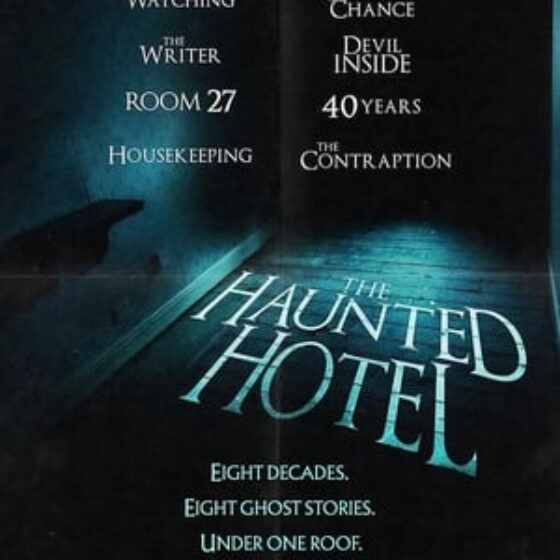 WATCHING
CHANCE
THE
WRITER
DEVIL
INSIDE
ROOM 27
40 YEARS
HOUSEKEEPING
THE
CONTRAPTION
THE
HAUNTED
HOTEL
EIGHT DECADES.
EIGHT GHOST STORIES.
UNDER ONE ROOF.